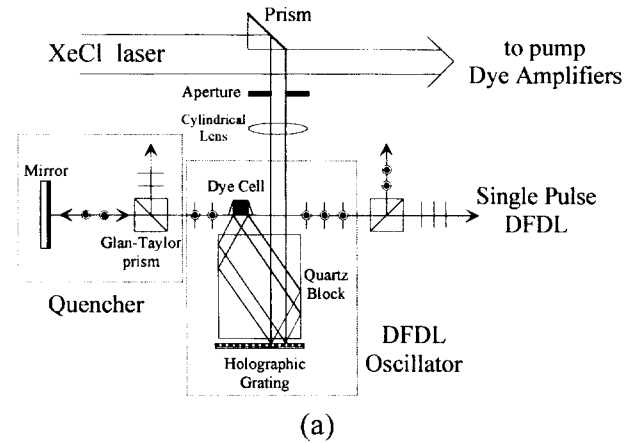 Prism
XeCl laser
to pump
Dye Amplifiers
Aperture
Cylindrical
Lens
Mirror
Dye Cell
Single Pulse
DFDL
Glan-Taylor
prism
Quartz
Block
Quencher
DFDL
Oscillator
Holographic
Grating
(a)